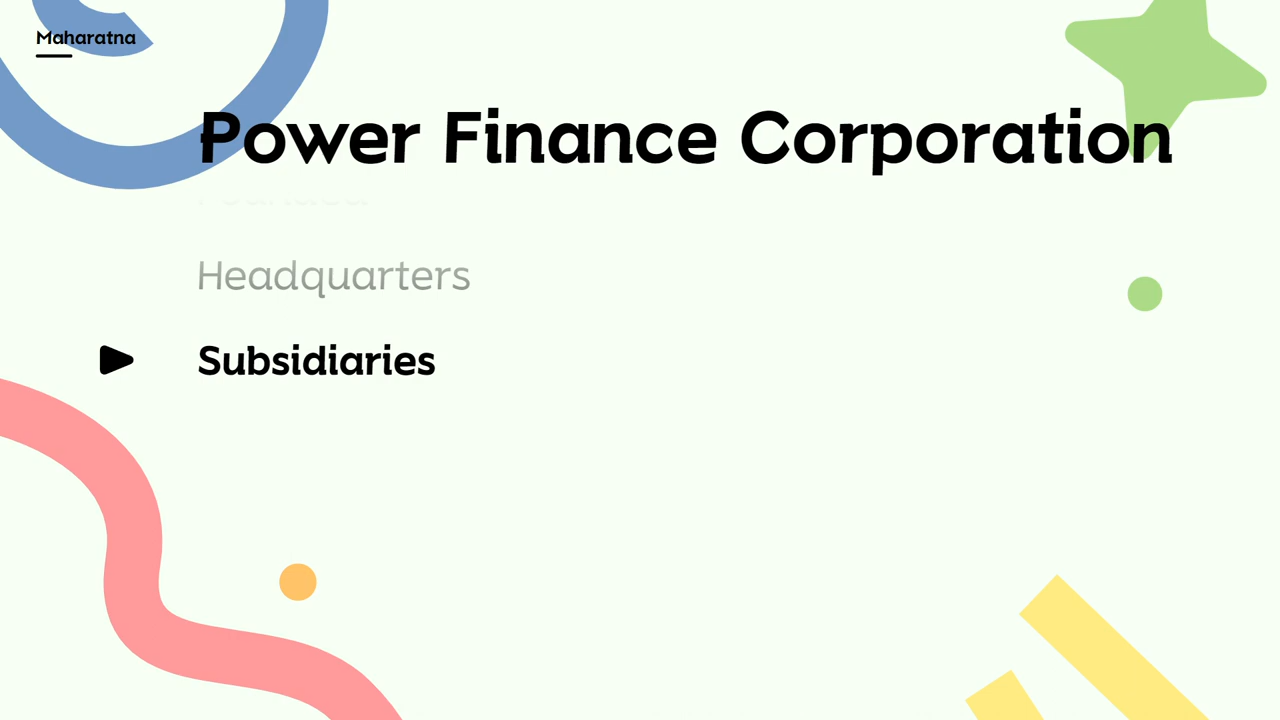 Maharatna
Power Finance Corporation
Headquarters
Subsidiaries